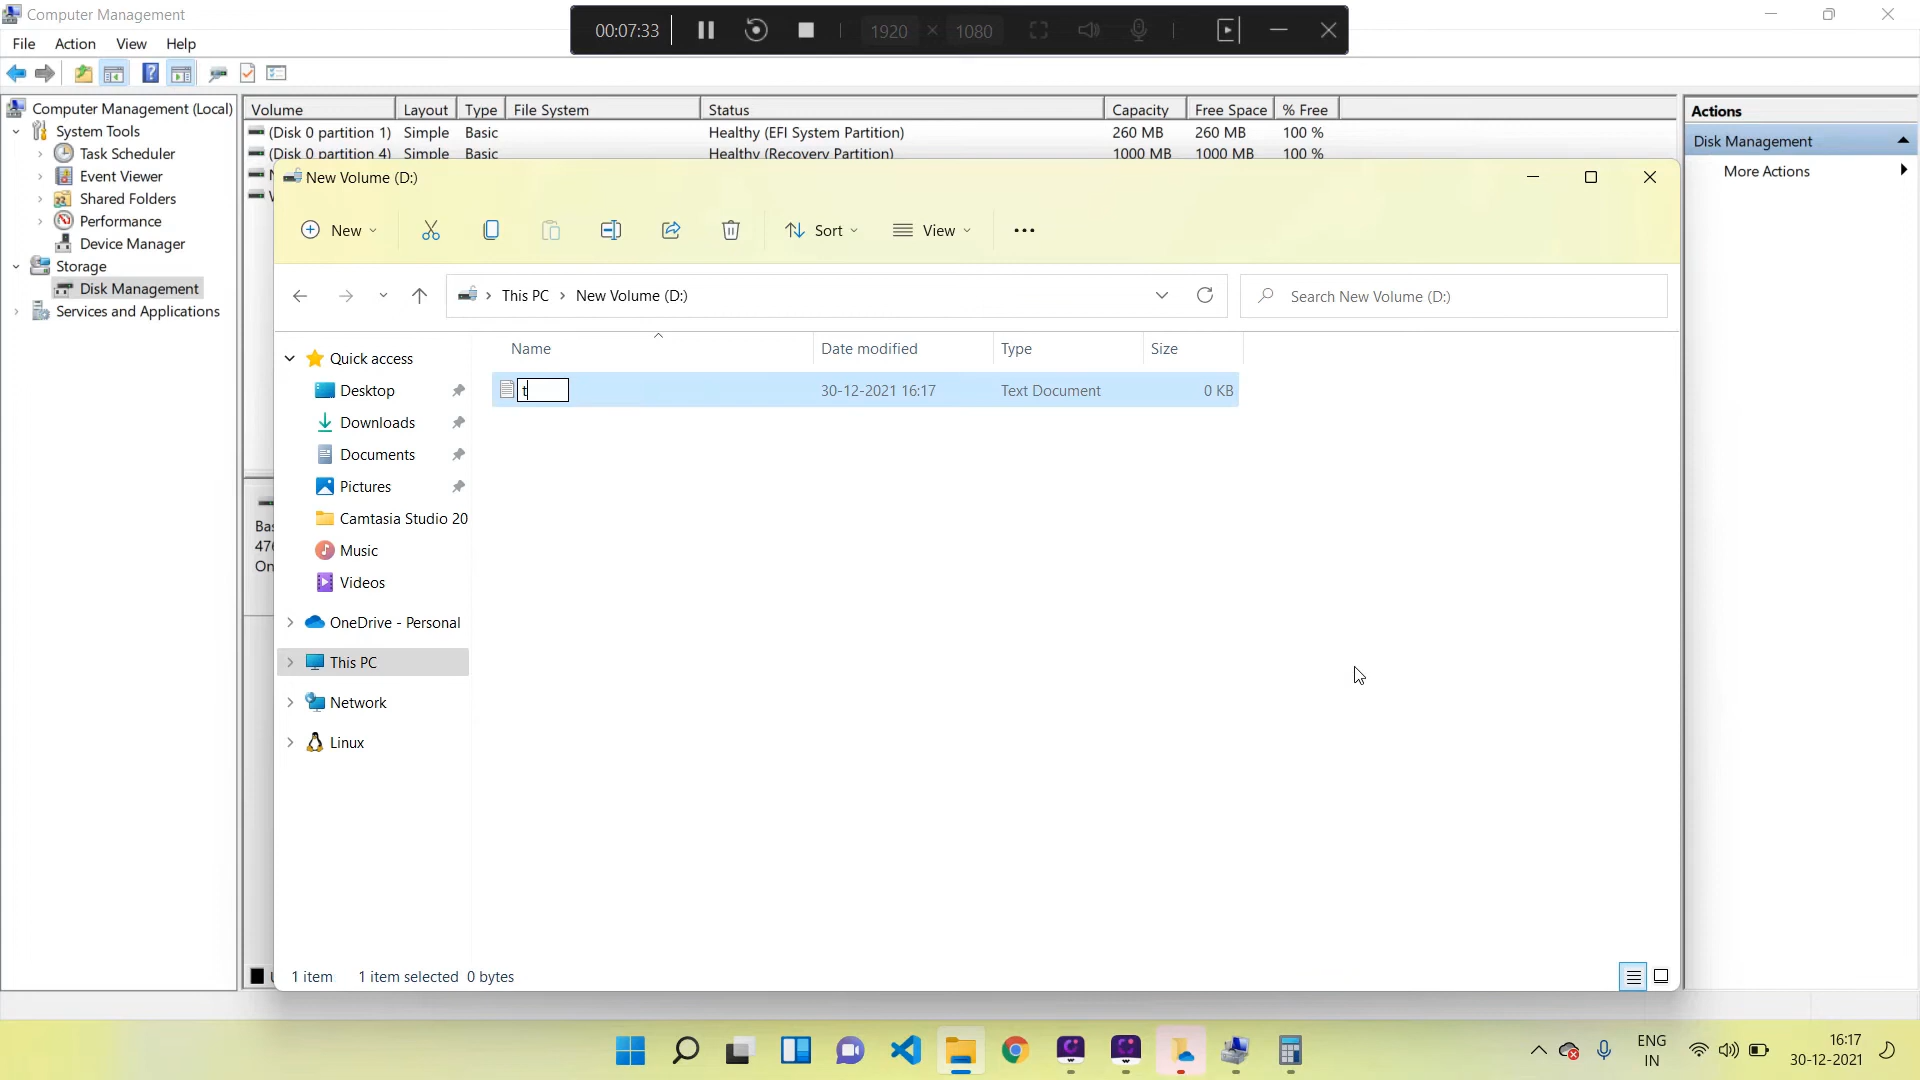 Computer Management
File Action View Help
00:07:33 1920 × 1080
Computer Management (Local)
System Tools
Task Scheduler
Event Viewer
Shared Folders
Performance
Device Manager
Storage
Disk Management
Services and Applications
Volume Layout Type File System Status Capacity Free Space % Free
(Disk 0 partition 1) Simple Basic Healthy (EFI System Partition) 260 MB 260 MB 100 %
(Disk 0 partition 4) Simple Basic Healthy (Recovery Partition) 1000 MB 1000 MB 100 %
Actions
Disk Management
More Actions
New Volume (D:)
New Sort View
This PC > New Volume (D:)
Search New Volume (D:)
Name Date modified Type Size
t 30-12-2021 16:17 Text Document 0 KB
Quick access
Desktop
Downloads
Documents
Pictures
Camtasia Studio 20
Music
Videos
OneDrive - Personal
This PC
Network
Linux
Bas
476
On
1 item 1 item selected 0 bytes
ENG
IN
16:17
30-12-2021